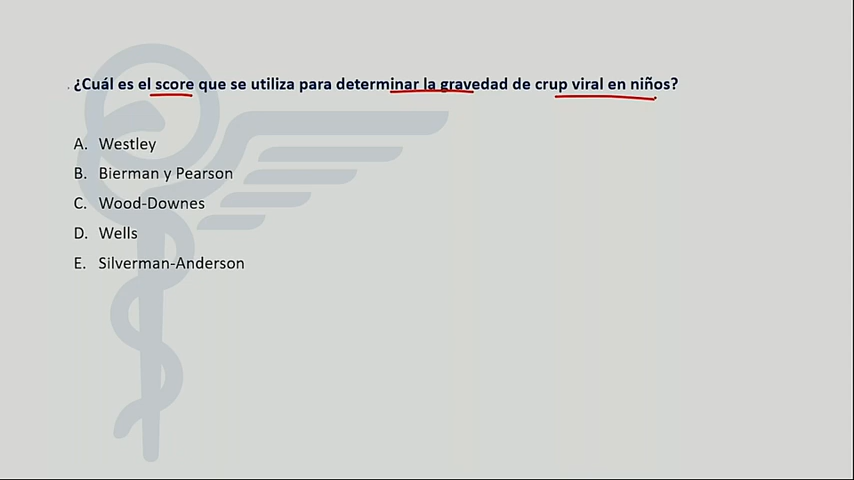 ¿Cuál es el score que se utiliza para determinar la gravedad de crup viral en niños?
A. Westley
B. Bierman y Pearson
C. Wood-Downes
D. Wells
E. Silverman-Anderson